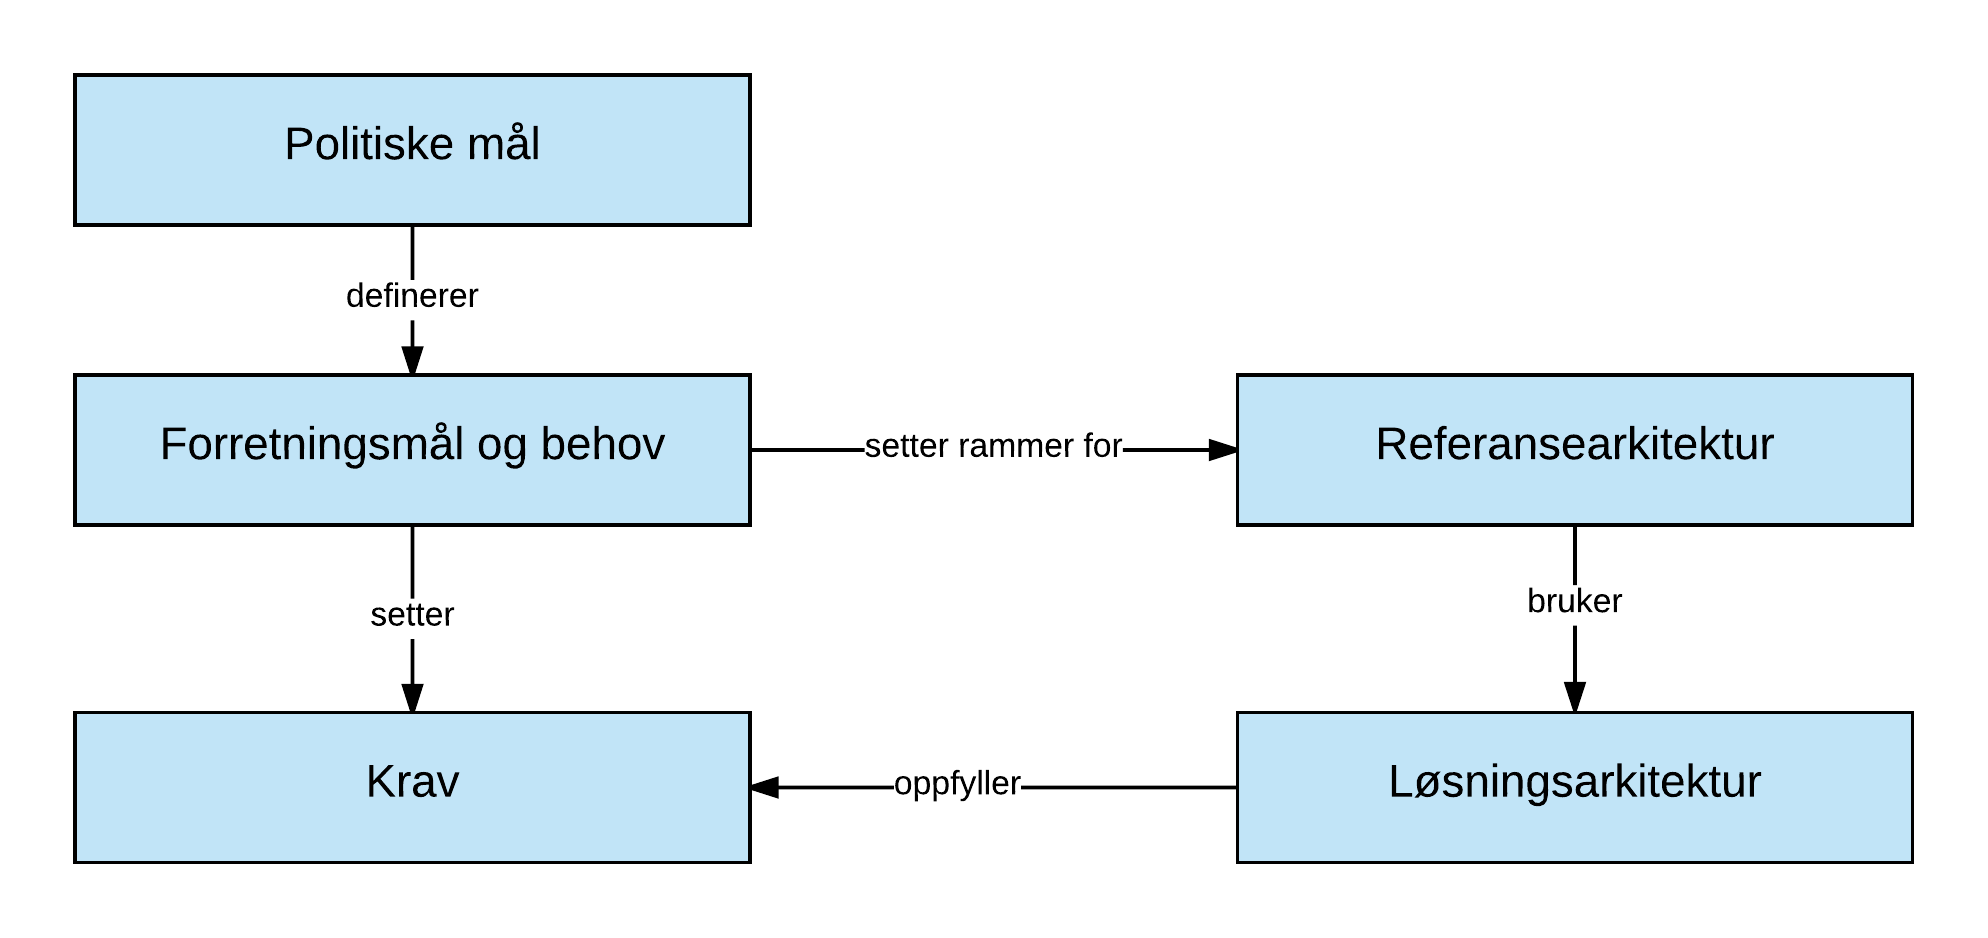 Politiske mål
definerer
Forretningsmål og behov
setter rammer for
Referansearkitektur
setter
bruker
Krav
oppfyller
Løsningsarkitektur